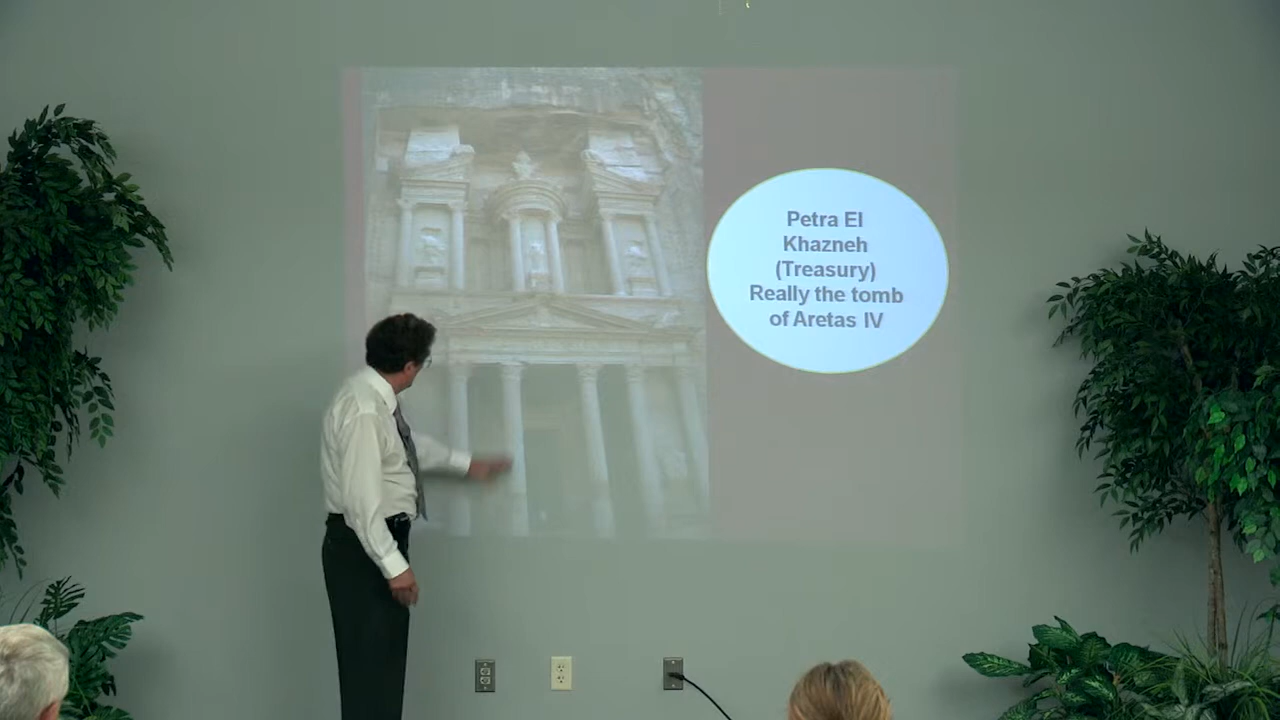 Petra El
Khazneh
(Treasury)
Really the tomb
of Aretas IV